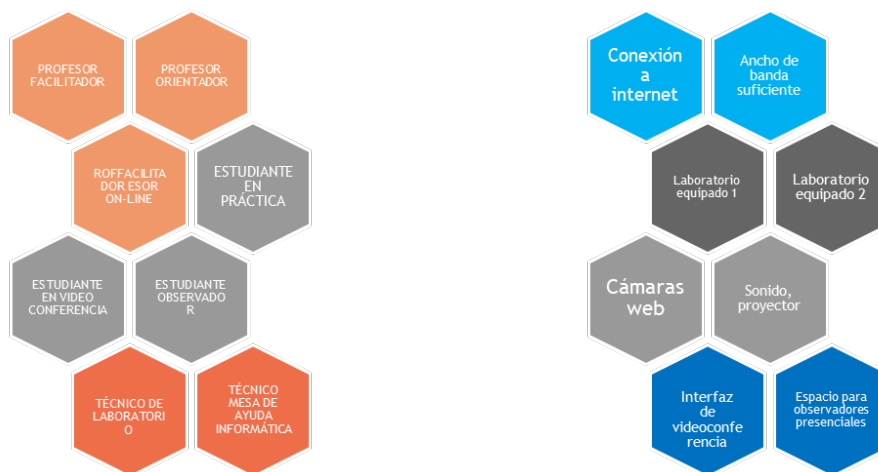 PROFESOR
FACILITADOR
PROFESOR
ORIENTADOR
ROFFACILITA
DOR ESOR
ON-LINE
ESTUDIANTE
EN
PRÁCTICA
ESTUDIANTE
EN VIDEO
CONFERENCIA
ESTUDIANTE
OBSERVADO
R
TÉCNICO DE
LABORATORI
O
TÉCNICO
MESA DE
AYUDA
INFORMÁTICA
Conexión
a
internet
Ancho de
banda
suficiente
Laboratorio
equipado 1
Laboratorio
equipado 2
Cámaras
web
Sonido,
proyector
Interfaz
de
videoconfe
rencia
Espacio para
observadores
presenciales